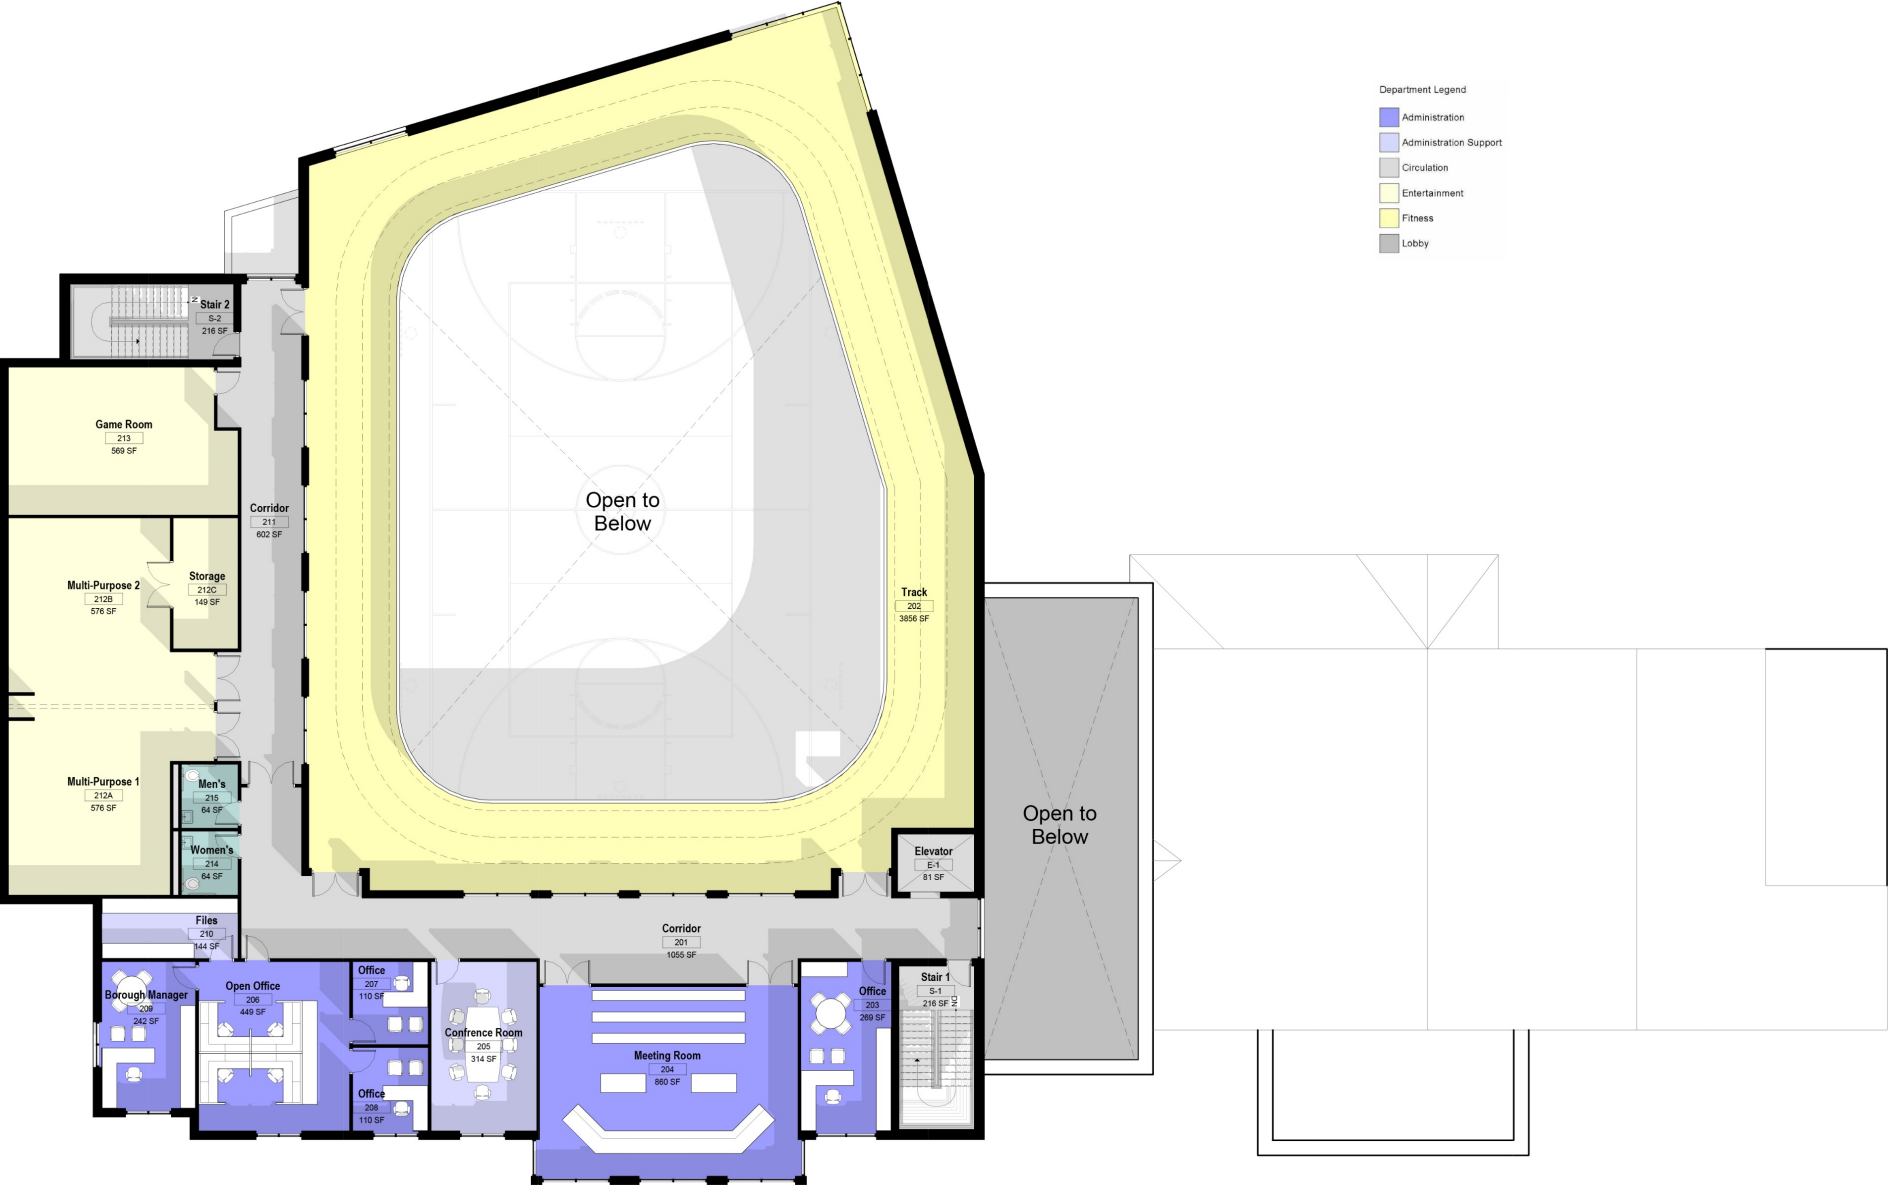 Department Legend
Administration
Administration Support
Circulation
Entertainment
Fitness
Lobby
Stair 2
S-2
216 SF
Game Room
213
569 SF
Corridor
211
602 SF
Open to
Below
Multi-Purpose 2
212B
576 SF
Storage
212C
149 SF
Track
202
3856 SF
Multi-Purpose 1
212A
576 SF
Men's
215
64 SF
Open to
Below
Women's
214
64 SF
Elevator
E-1
81 SF
Files
210
144 SF
Corridor
201
1055 SF
Borough Manager
209
242 SF
Open Office
206
449 SF
Office
207
110 SF
Confrence Room
205
314 SF
Meeting Room
204
860 SF
Office
203
269 SF
Stair 1
S-1
216 SF
DN
Office
208
110 SF